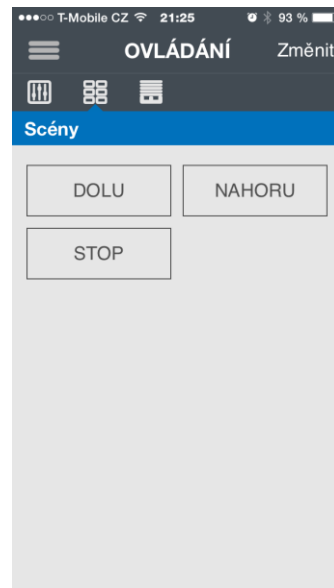 T-Mobile CZ 21:25 93 %
OVLÁDÁNÍ Změnit
Scény
DOLU NAHORU
STOP